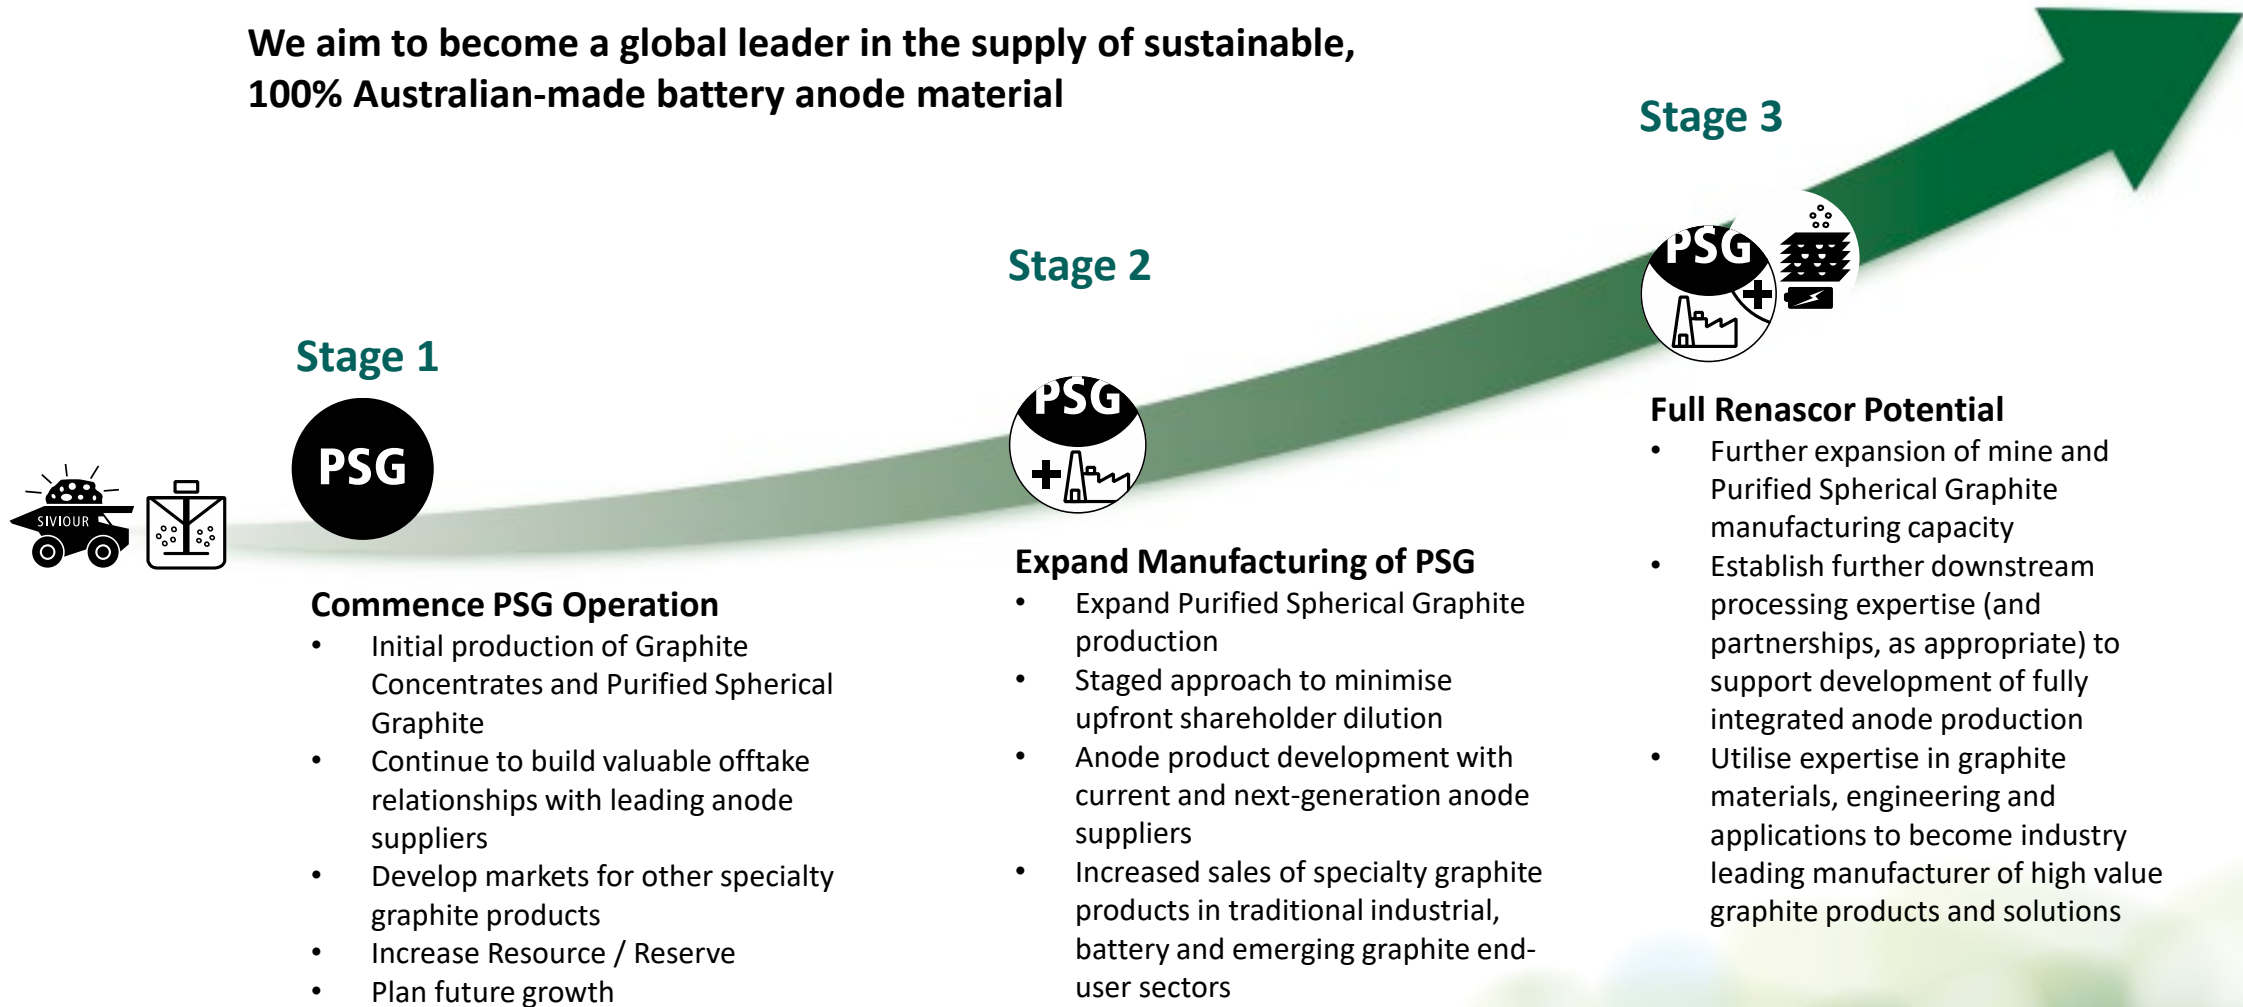 We aim to become a global leader in the supply of sustainable,
100% Australian-made battery anode material
Stage 1
PSG
SIVIOUR
Commence PSG Operation
• Initial production of Graphite
Concentrates and Purified Spherical
Graphite
• Continue to build valuable offtake
relationships with leading anode
suppliers
• Develop markets for other specialty
graphite products
• Increase Resource / Reserve
• Plan future growth
Stage 2
PSG
Expand Manufacturing of PSG
• Expand Purified Spherical Graphite
production
• Staged approach to minimise
upfront shareholder dilution
• Anode product development with
current and next-generation anode
suppliers
• Increased sales of specialty graphite
products in traditional industrial,
battery and emerging graphite end-
user sectors
Stage 3
PSG
Full Renascor Potential
• Further expansion of mine and
Purified Spherical Graphite
manufacturing capacity
• Establish further downstream
processing expertise (and
partnerships, as appropriate) to
support development of fully
integrated anode production
• Utilise expertise in graphite
materials, engineering and
applications to become industry
leading manufacturer of high value
graphite products and solutions